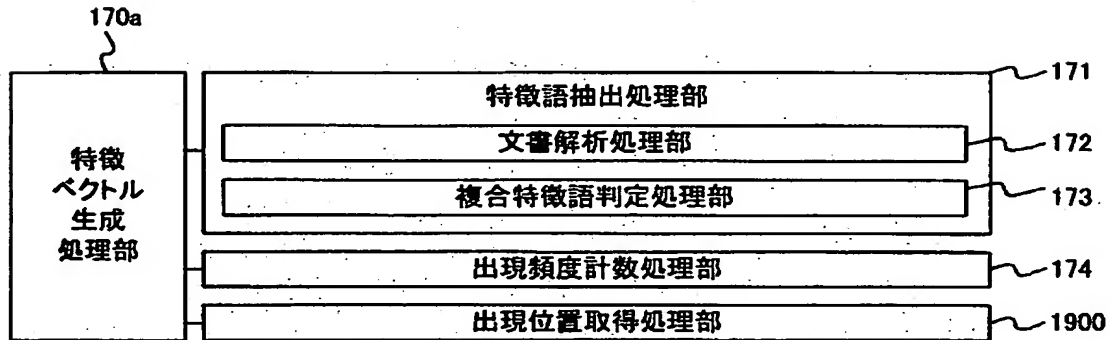 170a
特徴
ベクトル
生成
処理部
特徴語抽出処理部
171
文書解析処理部
172
複合特徴語判定処理部
173
出現頻度計数処理部
174
出現位置取得処理部
1900